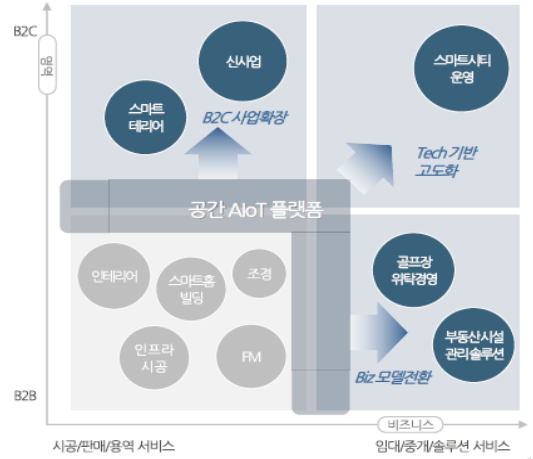 B2C
영역
신사업
스마트
테리어
B2C 사업확장
스마트시티
운영
Tech 기반
고도화
공간 AIoT 플랫폼
인테리어
스마트홈
빌딩
조경
인프라
시공
FM
골프장
위탁경영
부동산 시설
관리 솔루션
Biz 모델전환
B2B
비즈니스
시공/판매/용역 서비스
임대/중개/솔루션 서비스